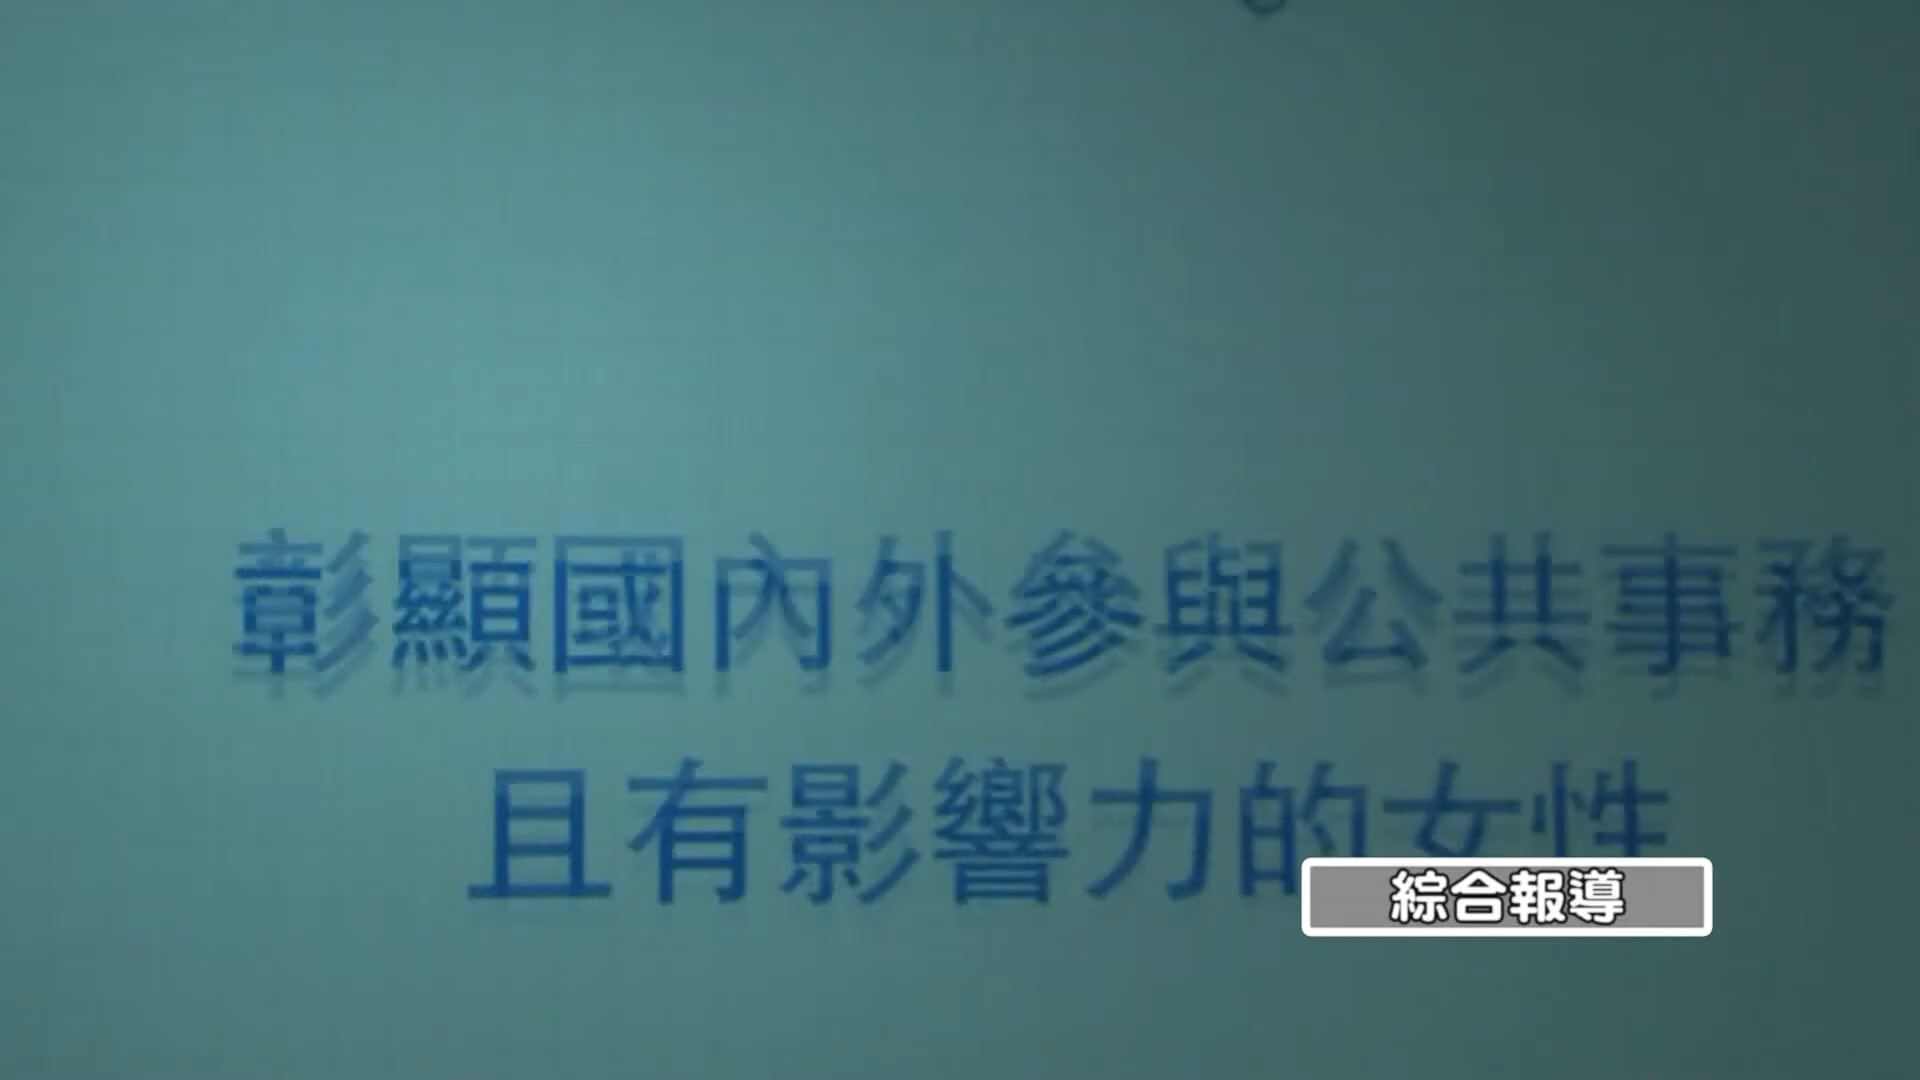 彰顯國內外參與公共事務
且有影響力的女性
綜合報導